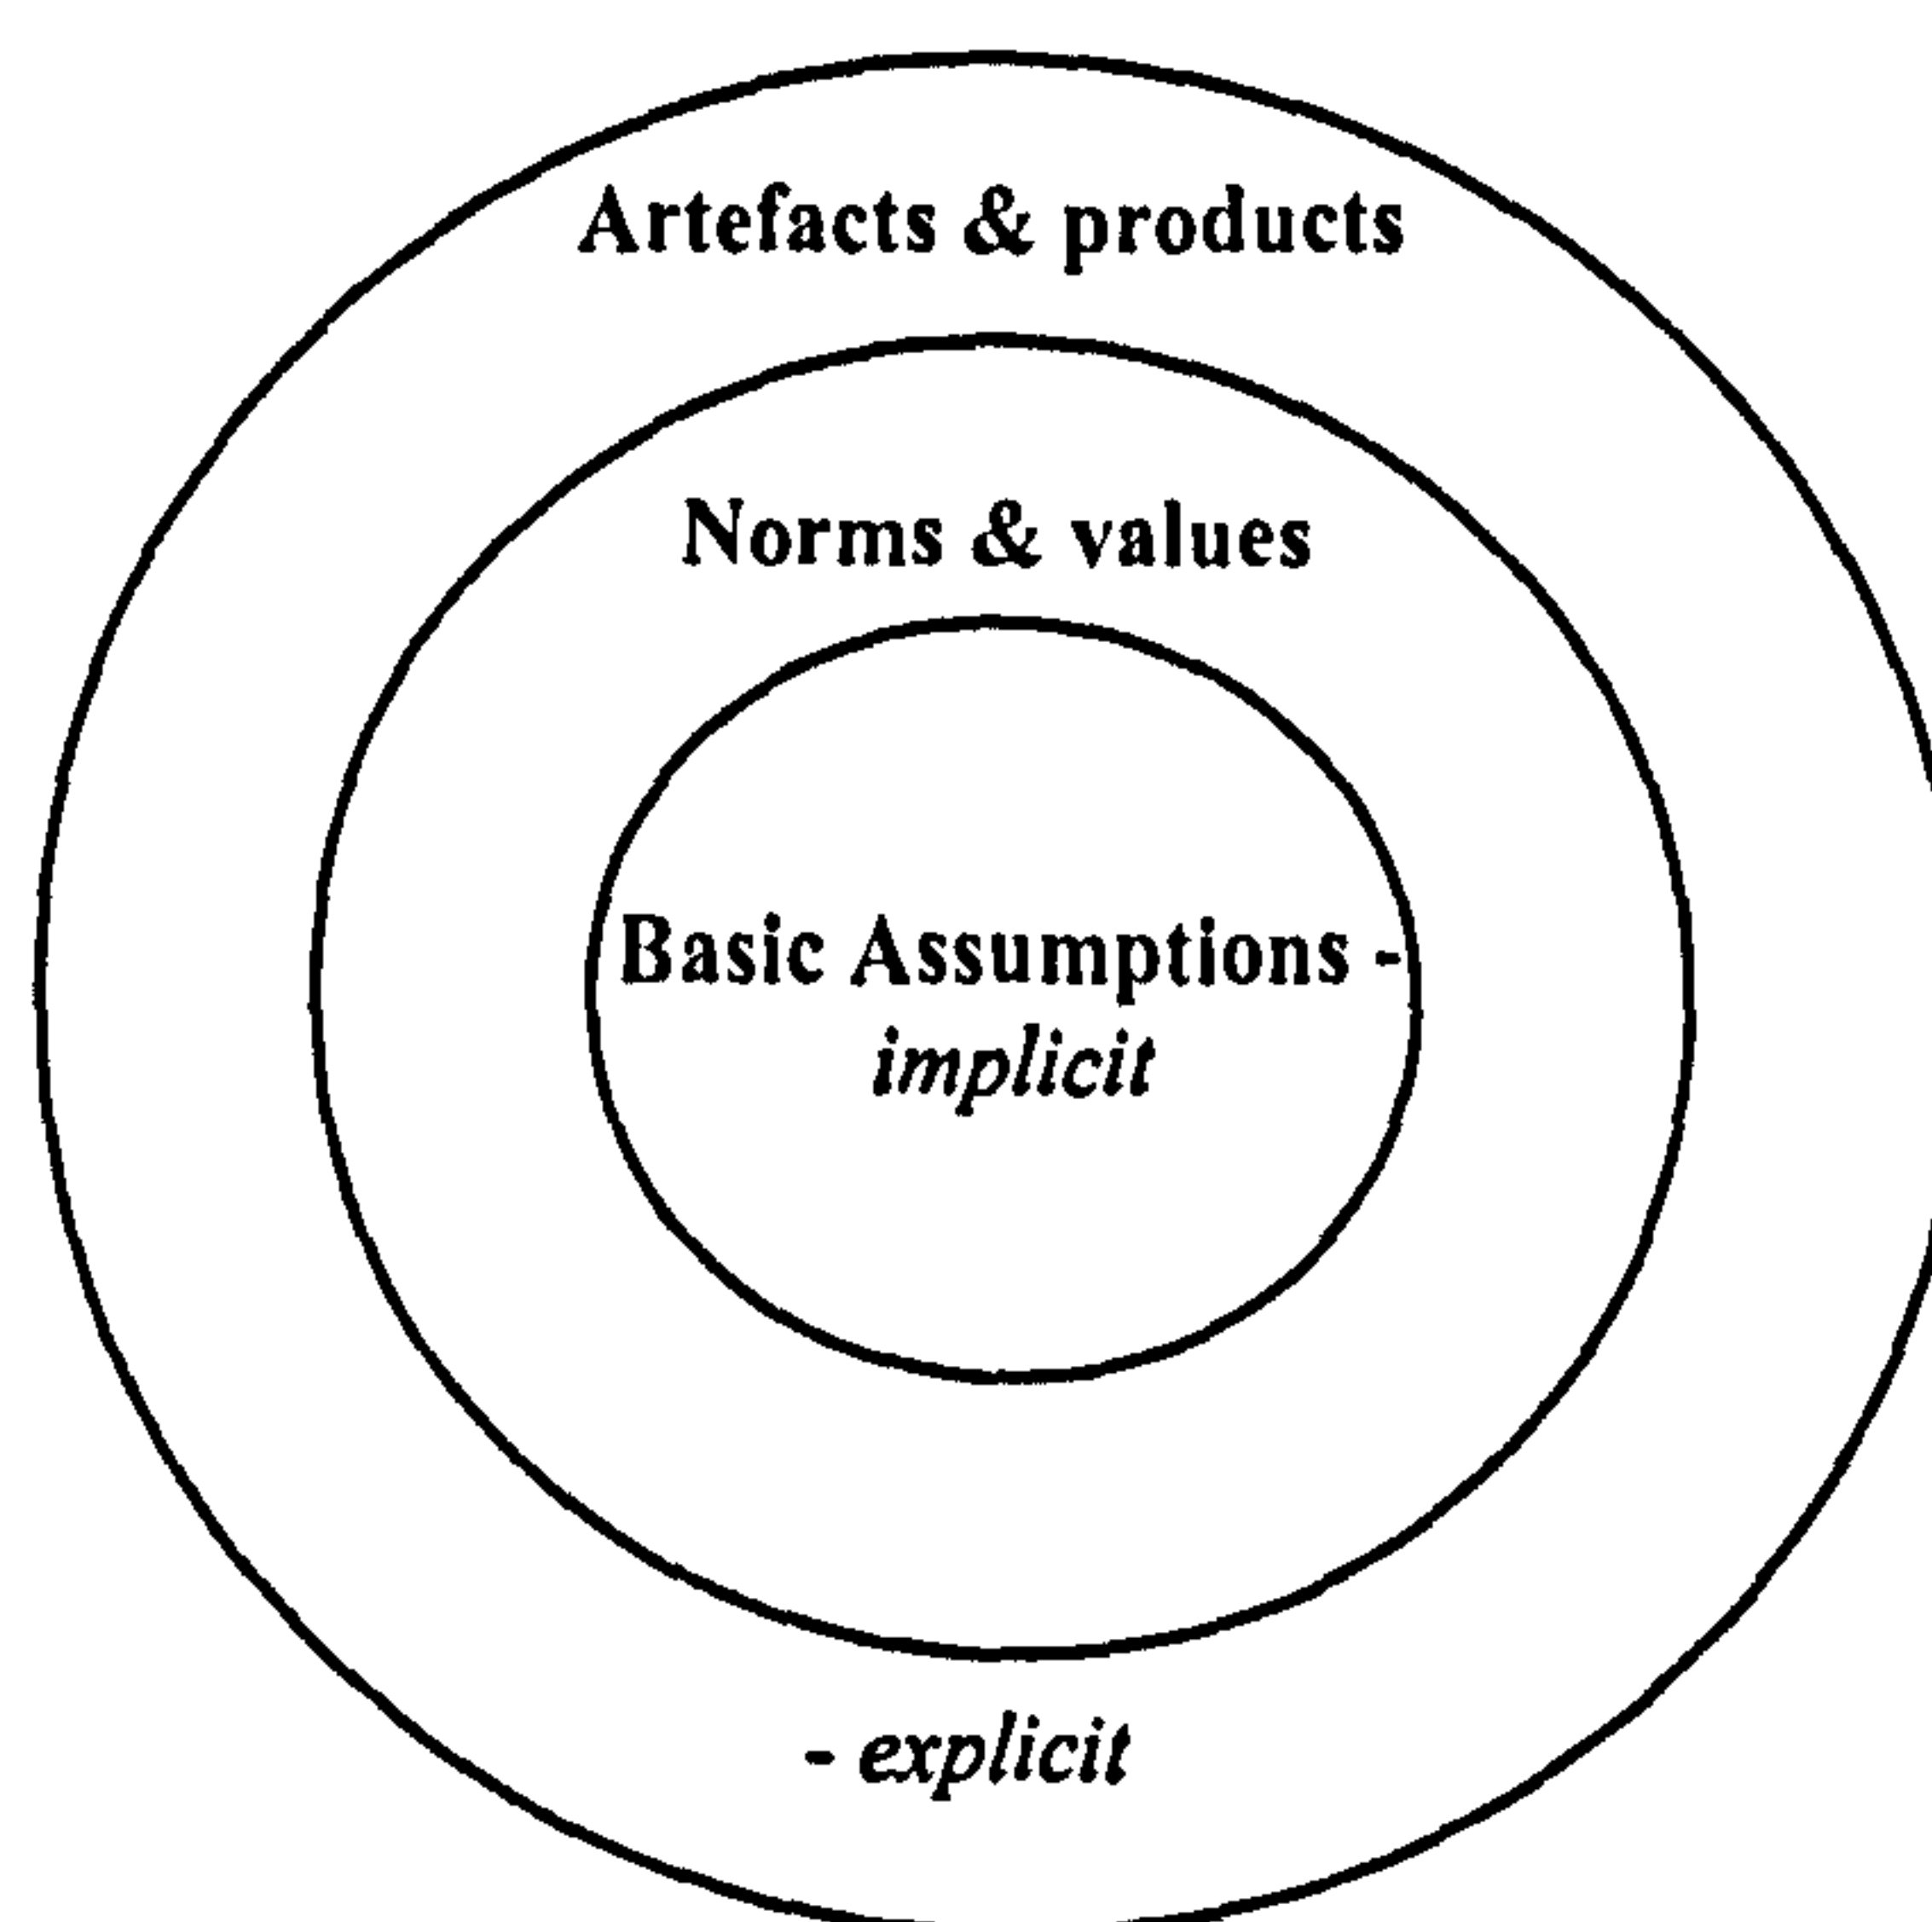 Artefacts & products
Norms & values
Basic Assumptions -
implicit
- explicit